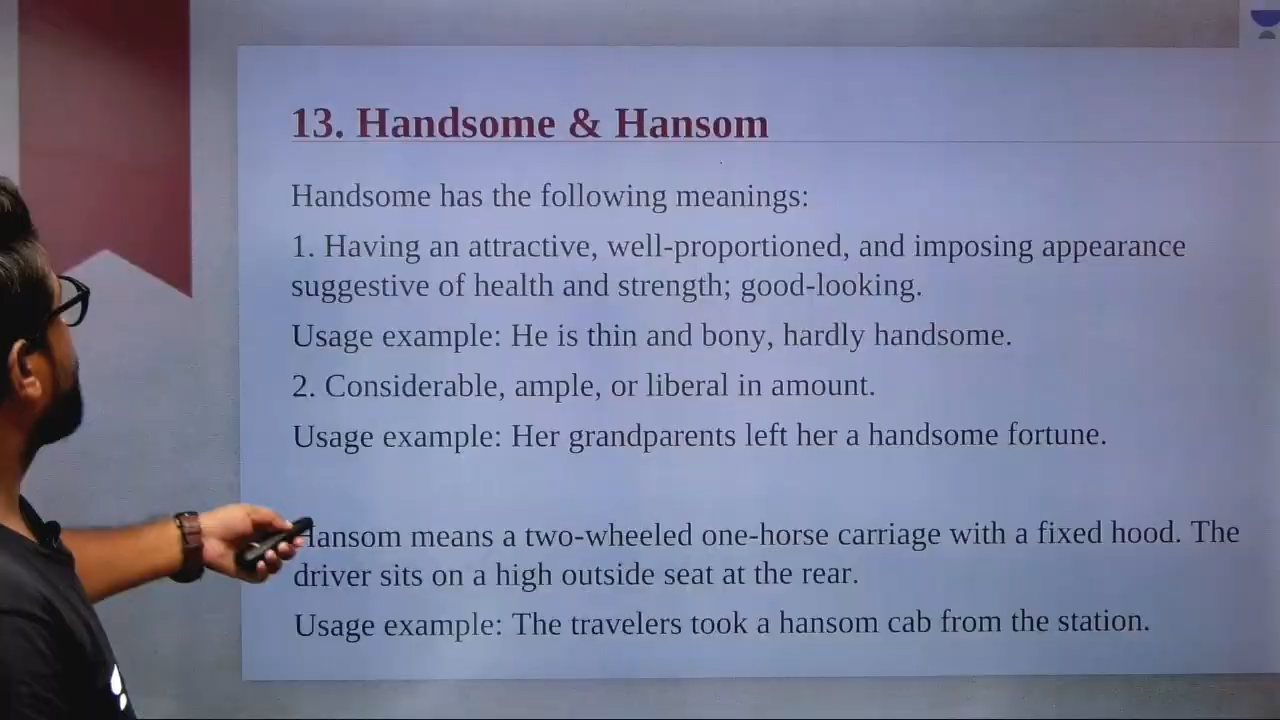 13. Handsome & Hansom
Handsome has the following meanings:
1. Having an attractive, well-proportioned, and imposing appearance
suggestive of health and strength; good-looking.
Usage example: He is thin and bony, hardly handsome.
2. Considerable, ample, or liberal in amount.
Usage example: Her grandparents left her a handsome fortune.
Hansom means a two-wheeled one-horse carriage with a fixed hood. The
driver sits on a high outside seat at the rear.
Usage example: The travelers took a hansom cab from the station.